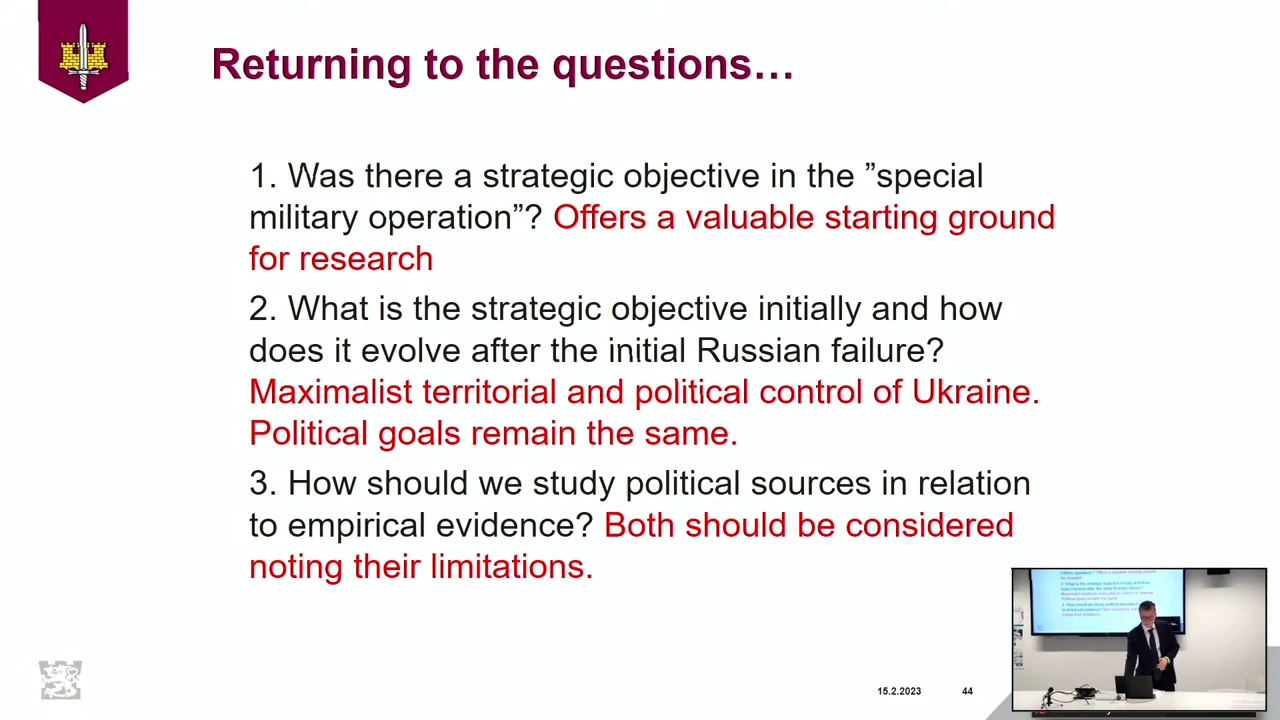 Returning to the questions…
1. Was there a strategic objective in the ”special
military operation”? Offers a valuable starting ground
for research
2. What is the strategic objective initially and how
does it evolve after the initial Russian failure?
Maximalist territorial and political control of Ukraine.
Political goals remain the same.
3. How should we study political sources in relation
to empirical evidence? Both should be considered
noting their limitations.
15.2.2023 44